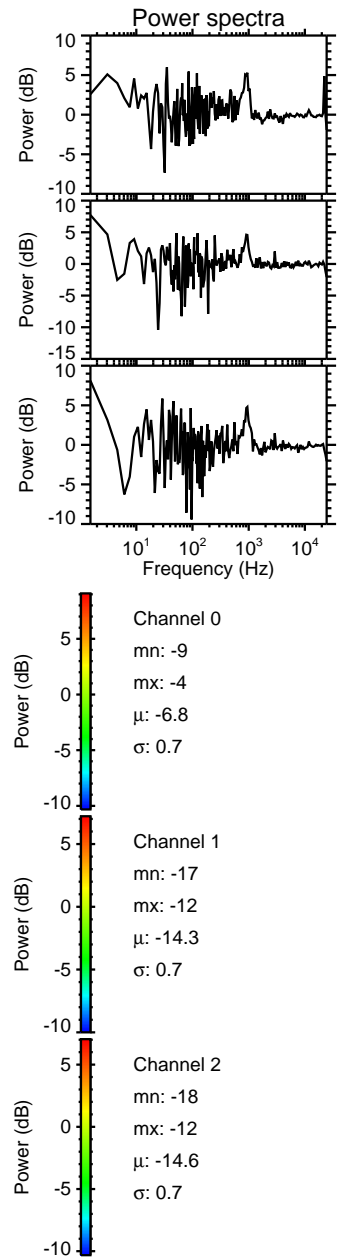 Power spectra
10
5
0
-5
-10
Power (dB)
10
5
0
-5
-10
-15
Power (dB)
10
5
0
-5
-10
Power (dB)
10¹ 10² 10³ 10⁴
Frequency (Hz)
5
0
-5
-10
Power (dB)
Channel 0
mn: -9
mx: -4
μ: -6.8
σ: 0.7
5
0
-5
-10
Power (dB)
Channel 1
mn: -17
mx: -12
μ: -14.3
σ: 0.7
5
0
-5
-10
Power (dB)
Channel 2
mn: -18
mx: -12
μ: -14.6
σ: 0.7